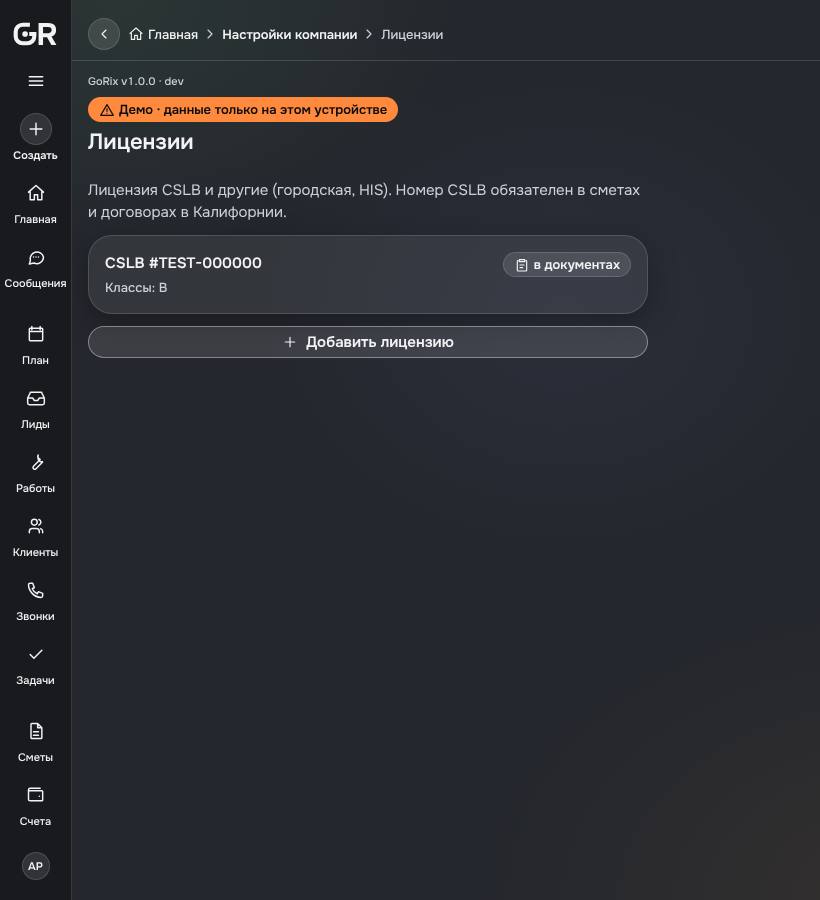 GR
Главная
Настройки компании
Лицензии
GoRix v1.0.0 · dev
Демо · данные только на этом устройстве
Лицензии
Лицензия CSLB и другие (городская, HIS). Номер CSLB обязателен в сметах
и договорах в Калифорнии.
CSLB #TEST-000000
в документах
Классы: B
Добавить лицензию
Создать
Главная
Сообщения
План
Лиды
Работы
Клиенты
Звонки
Задачи
Сметы
Счета
AP